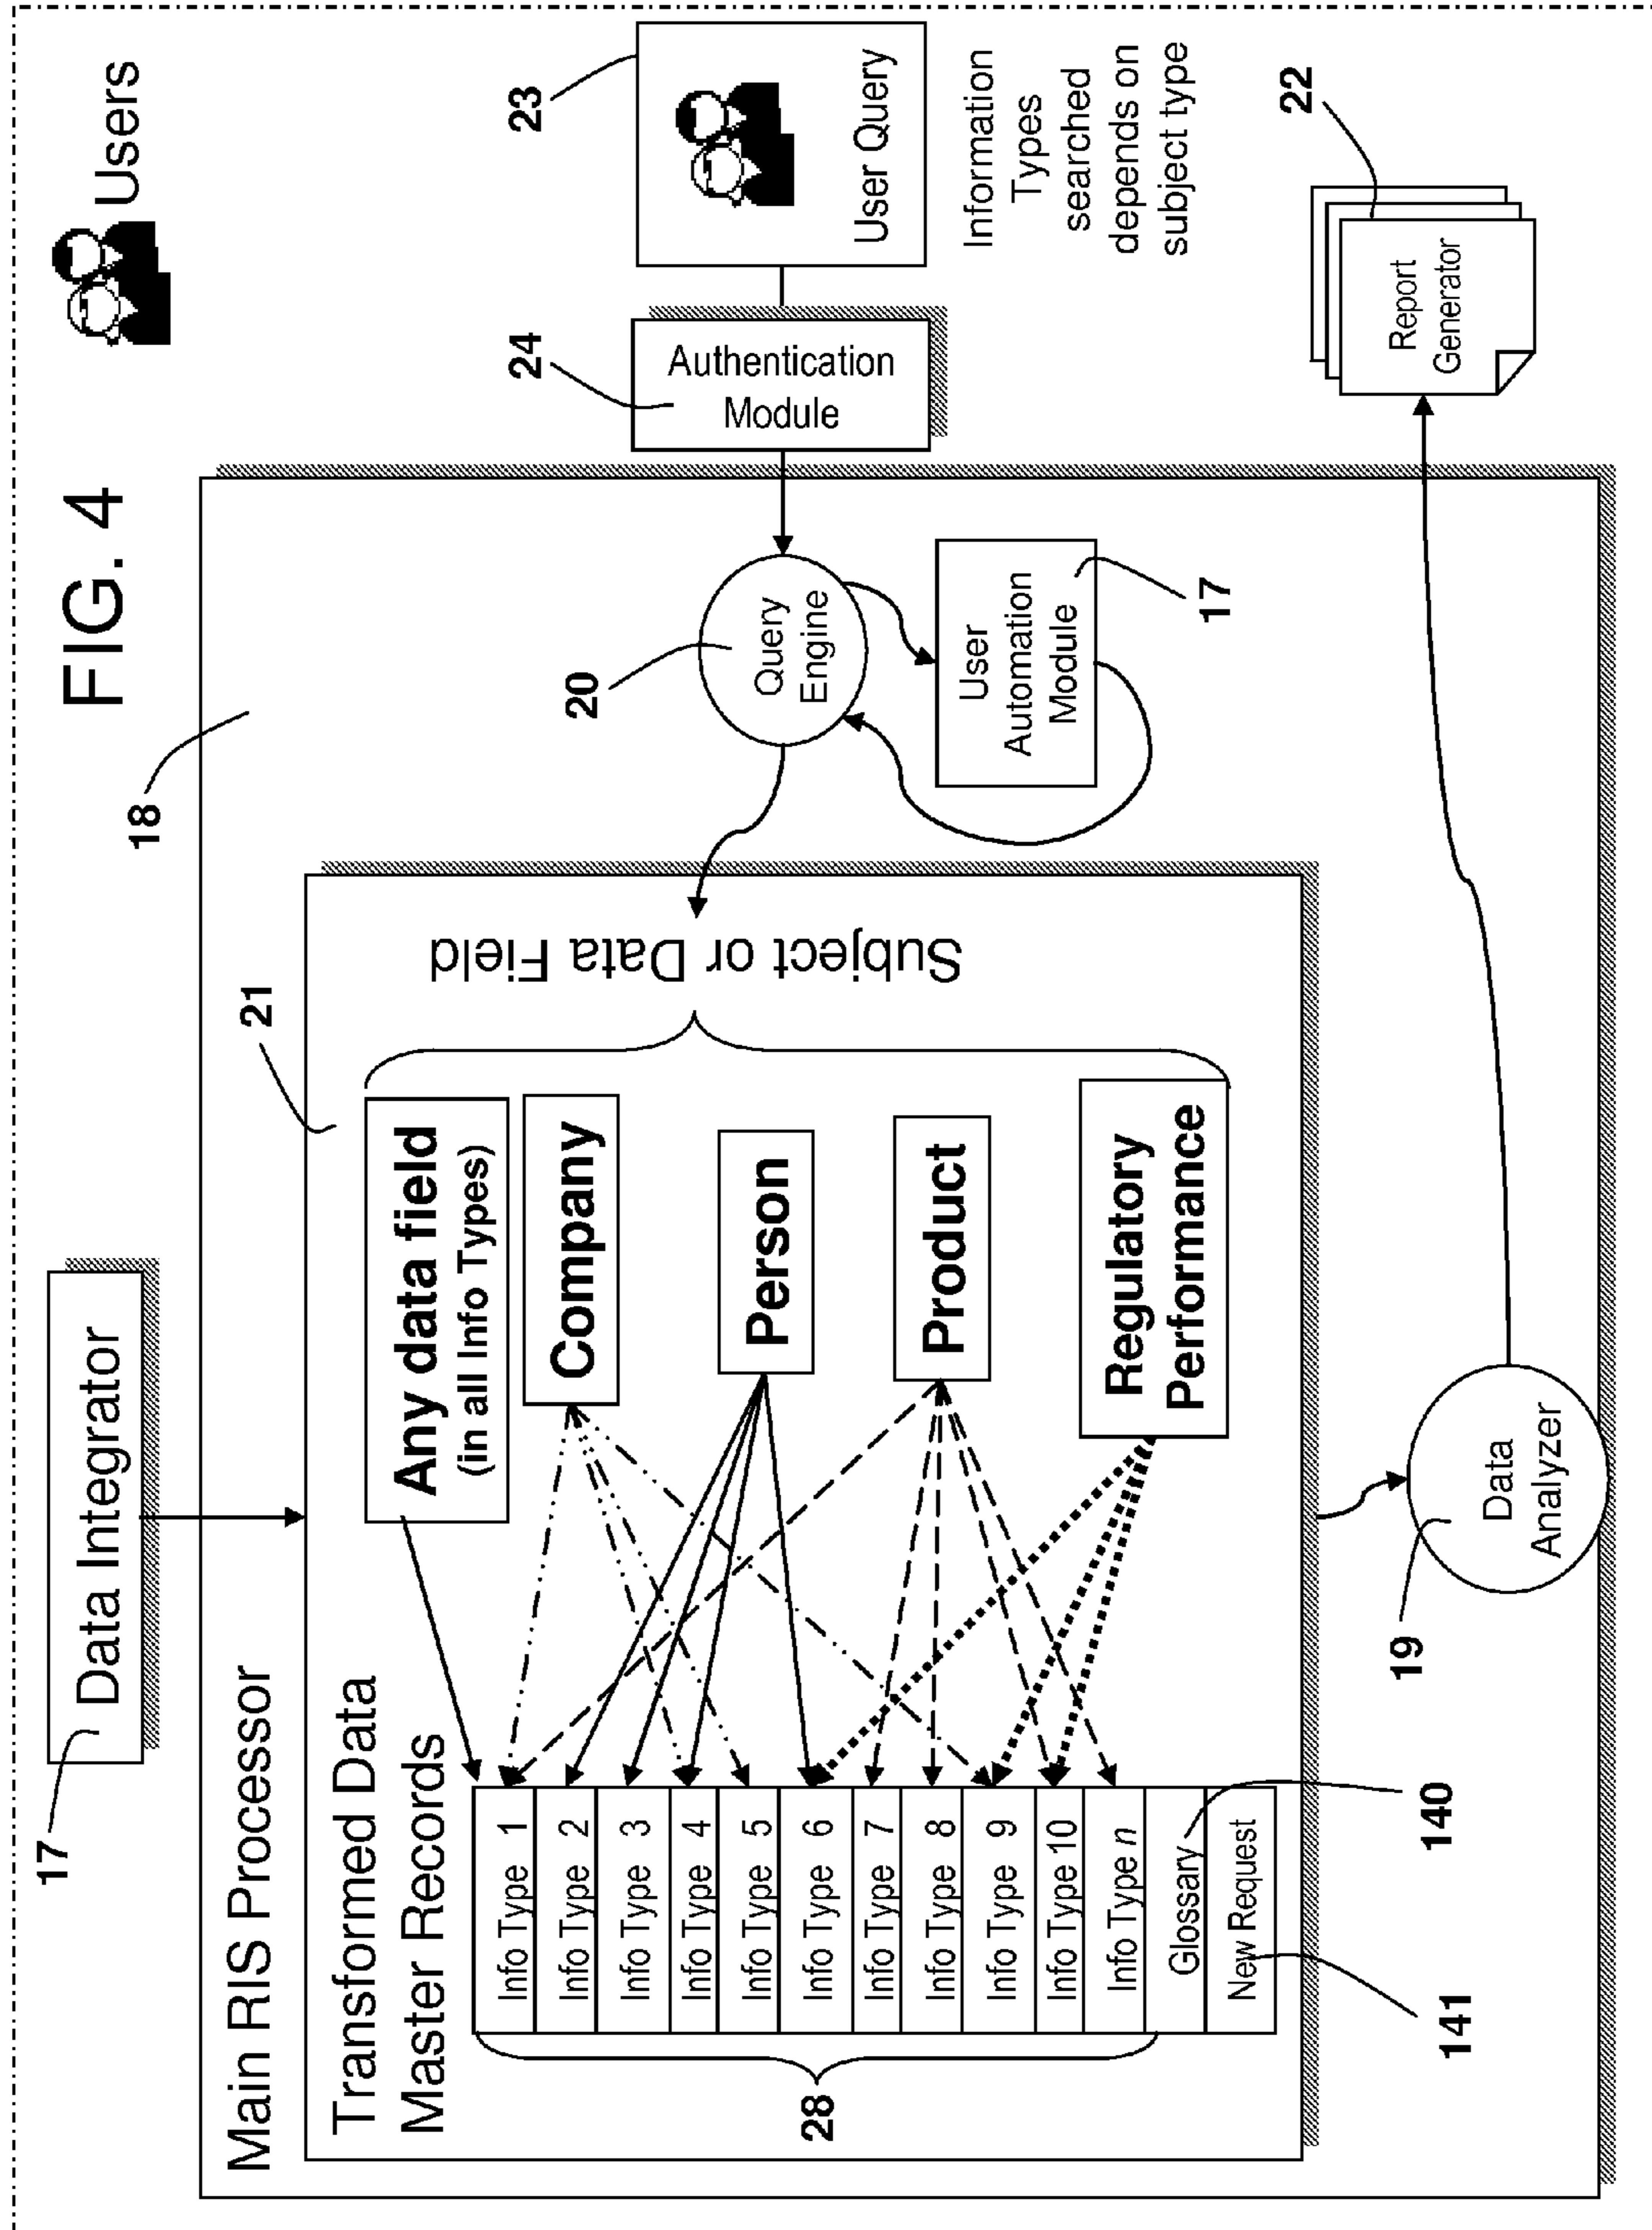 FIG. 4
Users
17
Data Integrator
18
Main RIS Processor
21
Transformed Data
Master Records
Info Type 1
Info Type 2
Info Type 3
Info Type 4
Info Type 5
Info Type 6
Info Type 7
Info Type 8
Info Type 9
Info Type 10
Info Type n
Glossary
New Request
28
140
141
Any data field
(in all Info Types)
Company
Person
Product
Regulatory
Performance
Subject or Data Field
20
Query
Engine
User
Automation
Module
17
24
Authentication
Module
23
User Query
Information
Types
searched
depends on
subject type
19
Data
Analyzer
22
Report
Generator